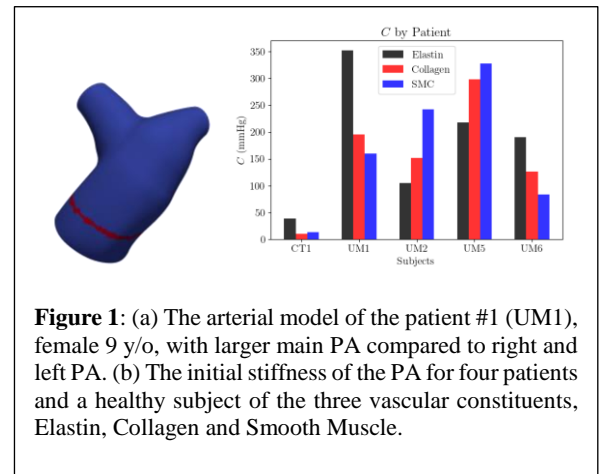 C by Patient
Elastin
Collagen
SMC
350
300
250
200
150
100
50
0
C (mmHg)
CT1 UM1 UM2 UM5 UM6
Subjects
Figure 1: (a) The arterial model of the patient #1 (UM1),
female 9 y/o, with larger main PA compared to right and
left PA. (b) The initial stiffness of the PA for four patients
and a healthy subject of the three vascular constituents,
Elastin, Collagen and Smooth Muscle.